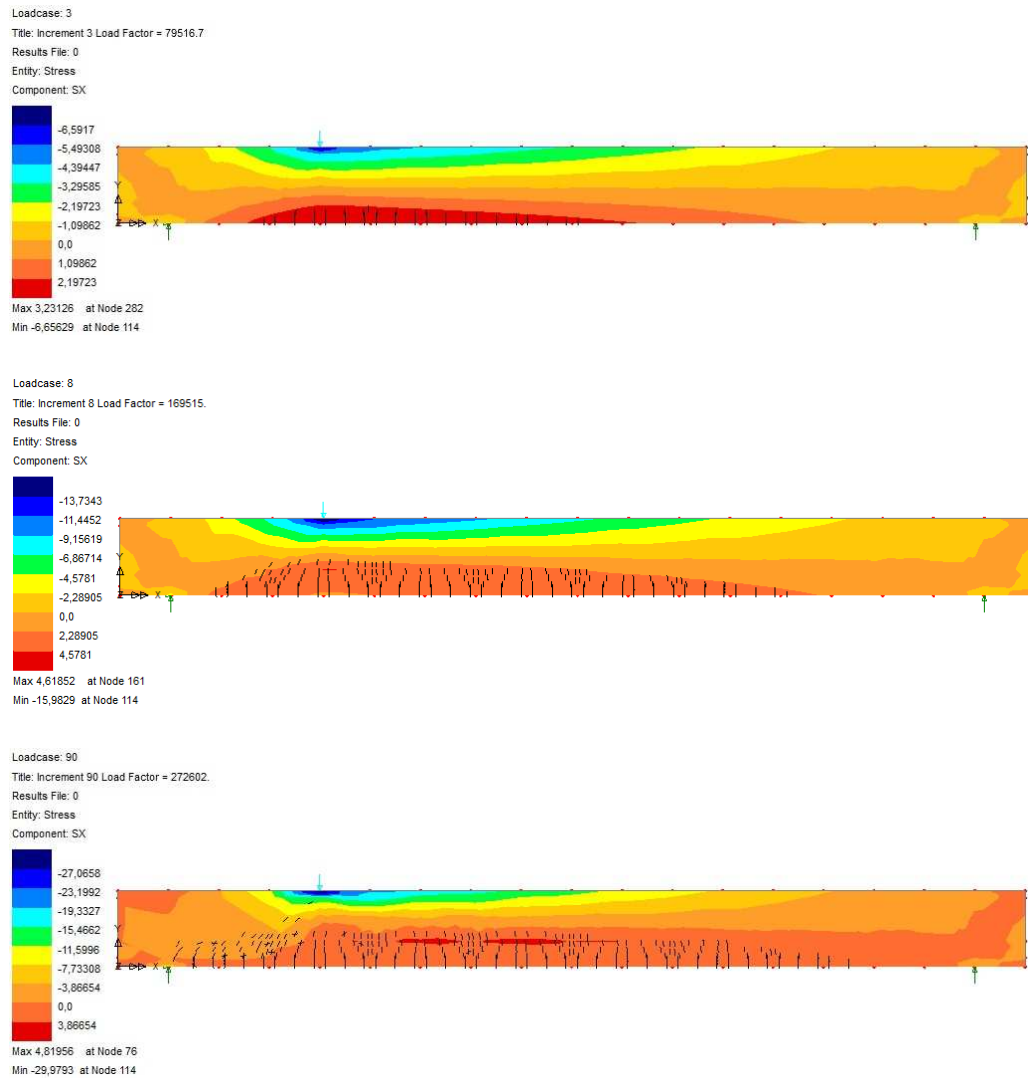 Loadcase: 3
Title: Increment 3 Load Factor = 79516.7
Results File: 0
Entity: Stress
Component: SX
-6,5917
-5,49308
-4,39447
-3,29585
-2,19723
-1,09862
0,0
1,09862
2,19723
Y
Z X
Max 3,23126 at Node 282
Min -6,65629 at Node 114
Loadcase: 8
Title: Increment 8 Load Factor = 169515.
Results File: 0
Entity: Stress
Component: SX
-13,7343
-11,4452
-9,15619
-6,86714
-4,5781
-2,28905
0,0
2,28905
4,5781
Y
Z X
Max 4,61852 at Node 161
Min -15,9829 at Node 114
Loadcase: 90
Title: Increment 90 Load Factor = 272602.
Results File: 0
Entity: Stress
Component: SX
-27,0658
-23,1992
-19,3327
-15,4662
-11,5996
-7,73308
-3,86654
0,0
3,86654
Y
Z X
Max 4,81956 at Node 76
Min -29,9793 at Node 114